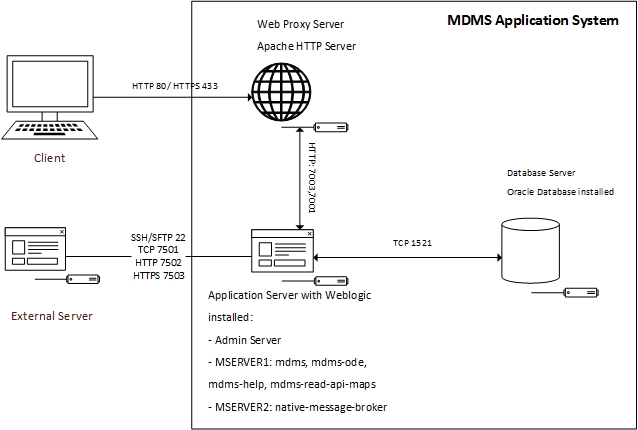 Web Proxy Server
Apache HTTP Server
MDMS Application System
HTTP 80/ HTTPS 433
Client
HTTP: 7003,7001
Database Server
Oracle Database installed
SSH/SFTP 22
TCP 7501
HTTP 7502
HTTPS 7503
TCP 1521
External Server
Application Server with Weblogic
installed:
- Admin Server
- MSERVER1: mdms, mdms-ode,
mdms-help, mdms-read-api-maps
- MSERVER2: native-message-broker